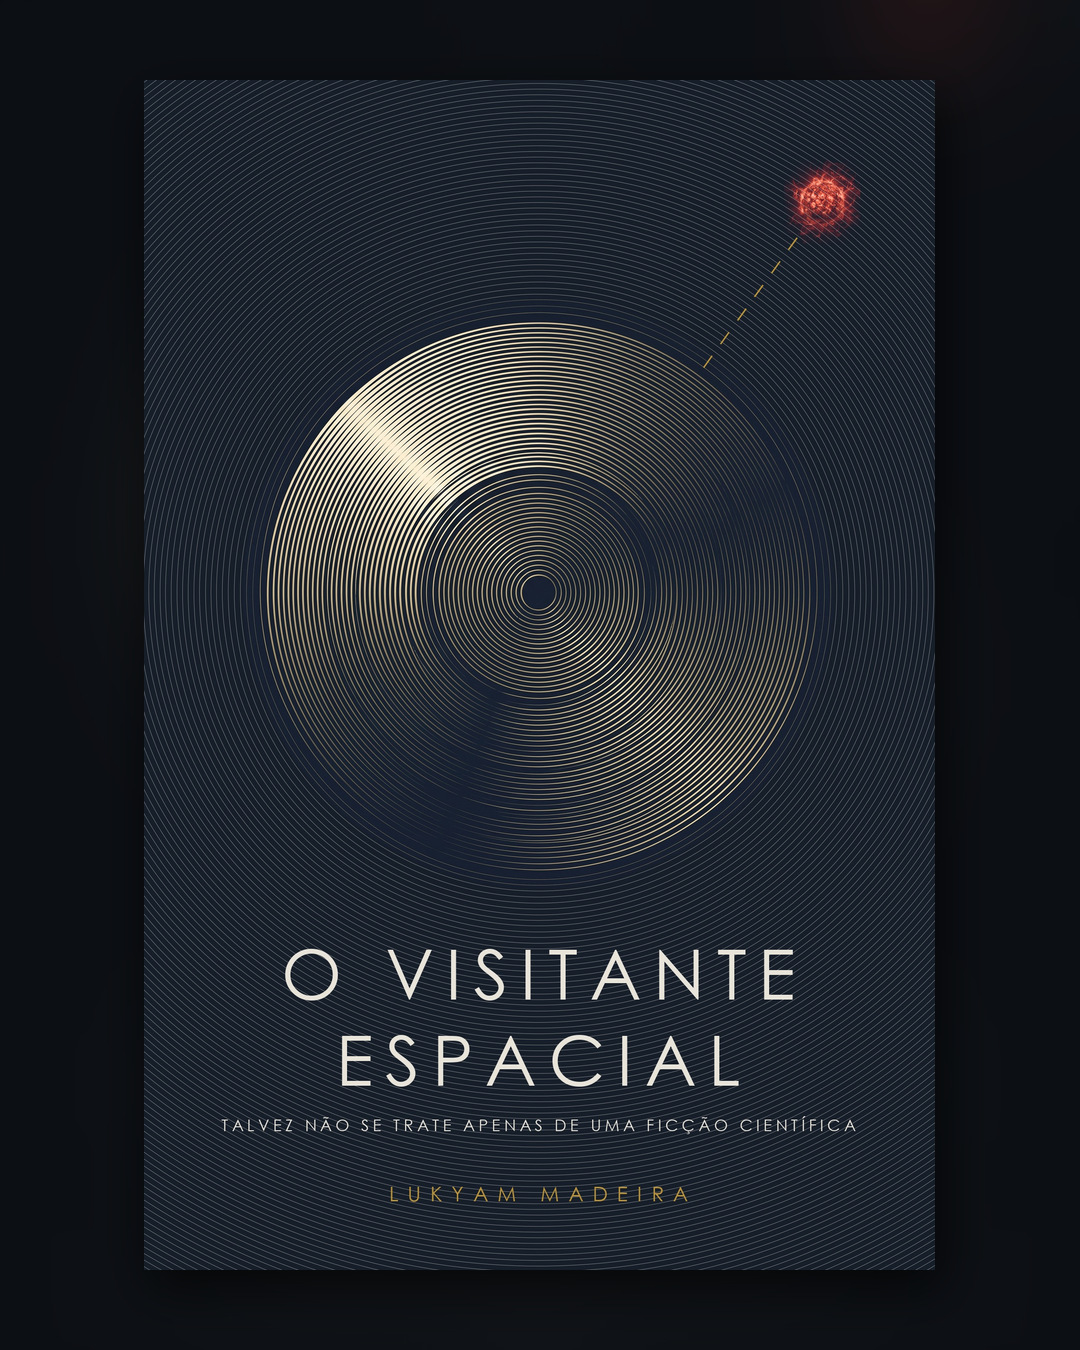 O VISITANTE
ESPACIAL
TALVEZ NÃO SE TRATE APENAS DE UMA FICÇÃO CIENTÍFICA
LUKYAM MADEIRA